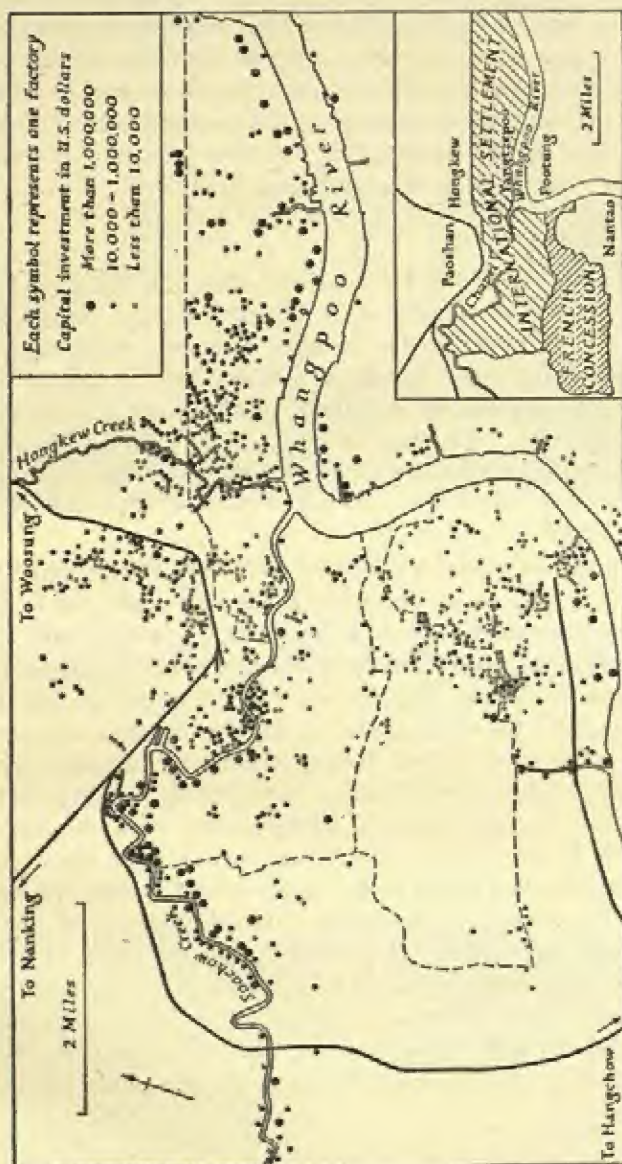 Each symbol represents one factory
Capital investment in U.S. dollars
More than 1,000,000
10,000 – 1,000,000
Less than 10,000
To Woosung
Hongkew Creek
To Nanking
2 Miles
Soochow
Creek
Whangpoo River
To Hangchow
Paoshan
Hongkew
Chapei
INTERNATIONAL SETTLEMENT
Yangtzepoo
Whangpoo River
Pootung
FRENCH
CONCESSION
Nantao
2 Miles